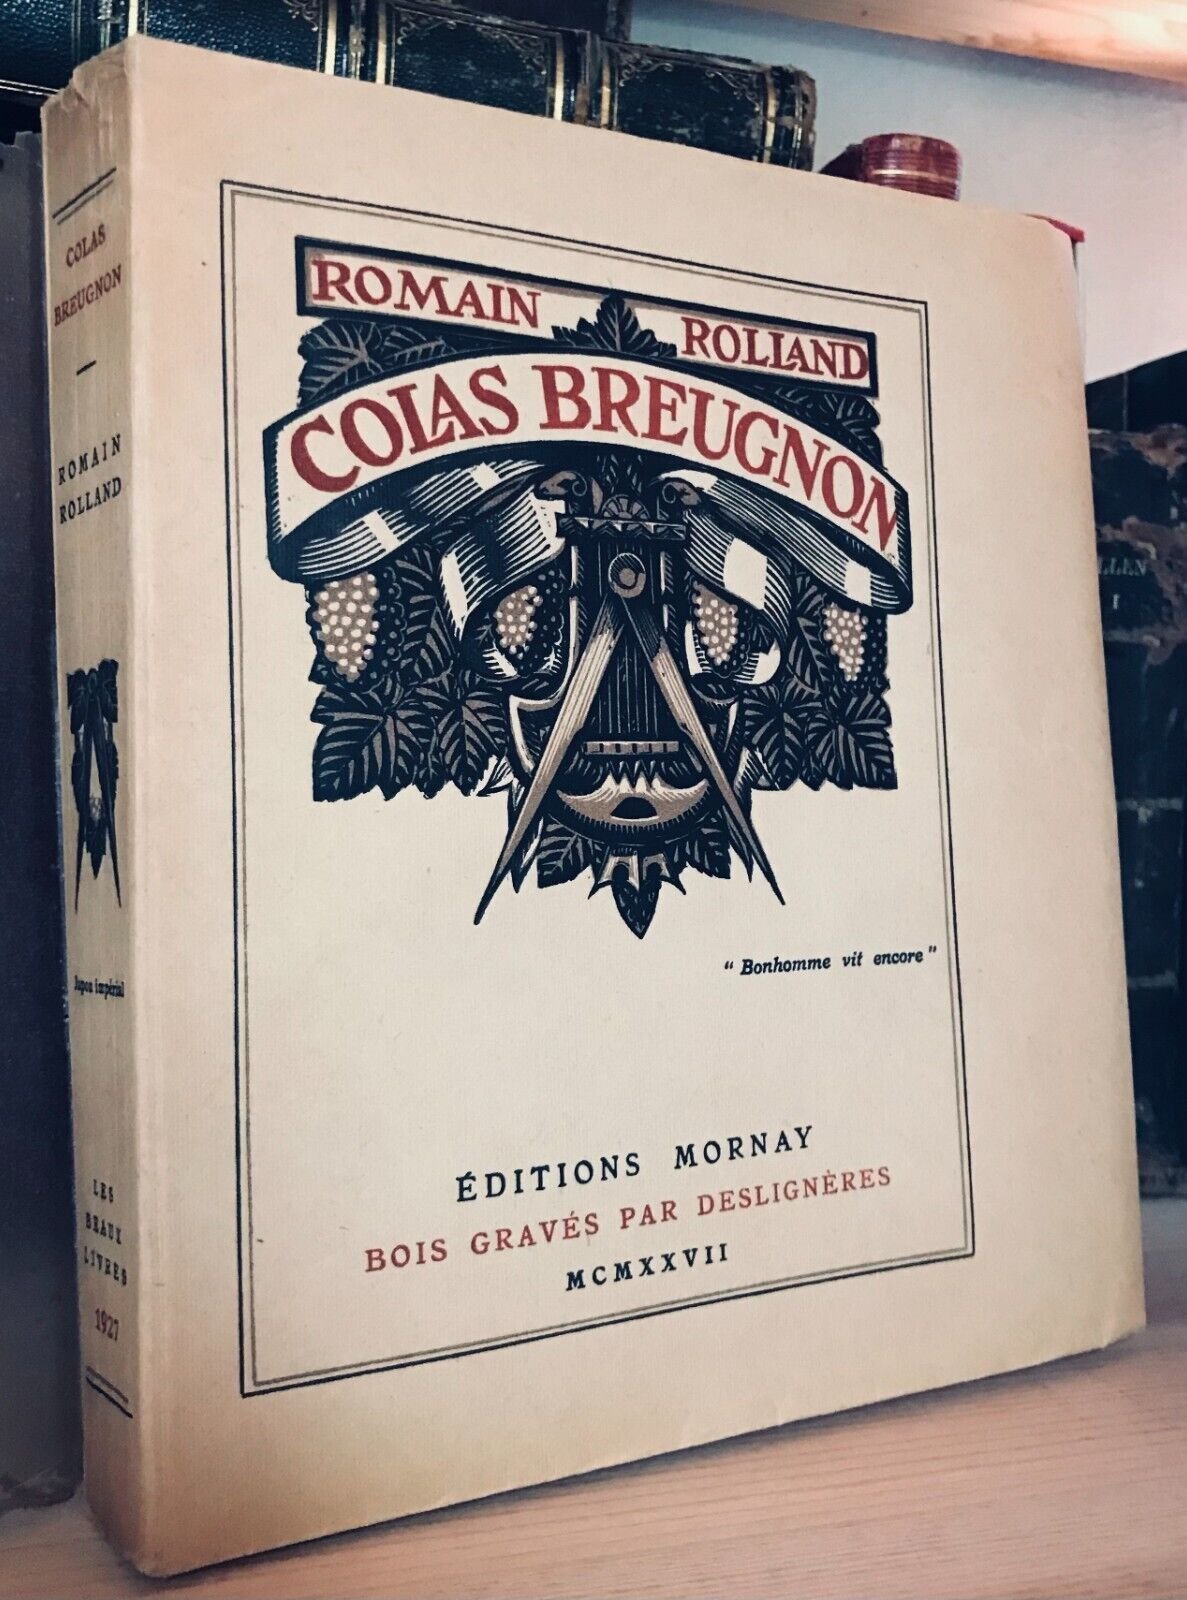 COLAS
BREUGNON
ROMAIN
ROLLAND
Japon impérial
LES
BEAUX
LIVRES
1927
ROMAIN ROLLAND
COLAS BREUGNON
“ Bonhomme vit encore ”
ÉDITIONS MORNAY
BOIS GRAVÉS PAR DESLIGNÈRES
MCMXXVII